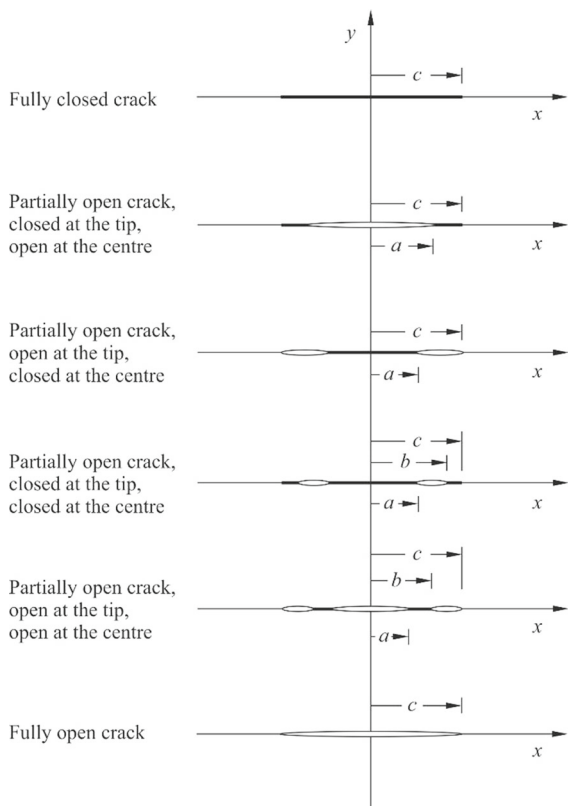 y
c
Fully closed crack
x
Partially open crack,
closed at the tip,
open at the centre
c
x
a
Partially open crack,
open at the tip,
closed at the centre
c
x
a
Partially open crack,
closed at the tip,
closed at the centre
c
b
x
a
Partially open crack,
open at the tip,
open at the centre
c
b
x
a
Fully open crack
c
x